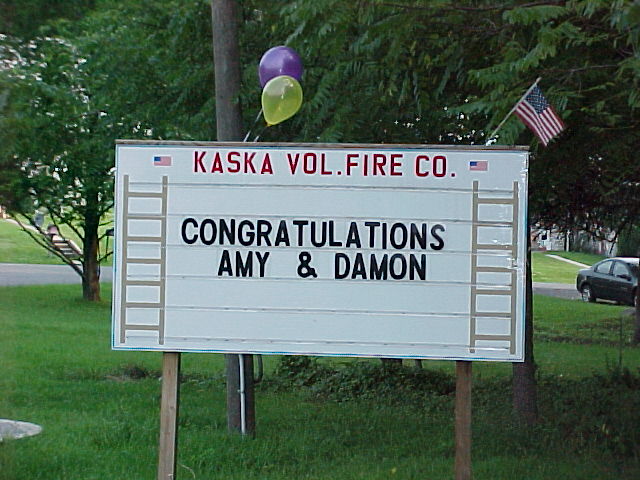 KASKA VOL.FIRE CO.
CONGRATULATIONS
AMY & DAMON